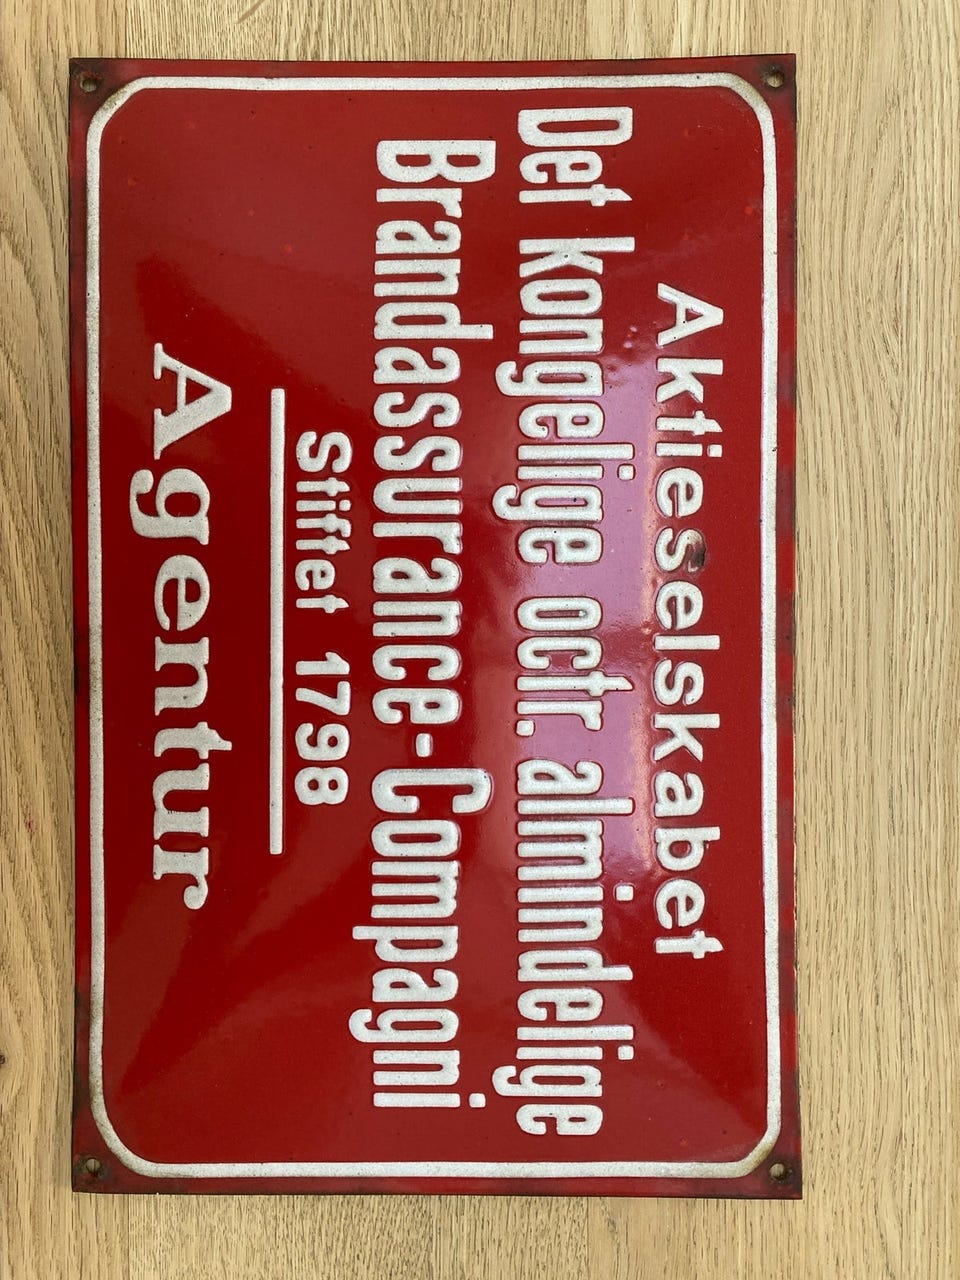 Aktieselskabet
Det kongelige octr. almindelige
Brandassurance-Compagni
Stiftet 1798
Agentur